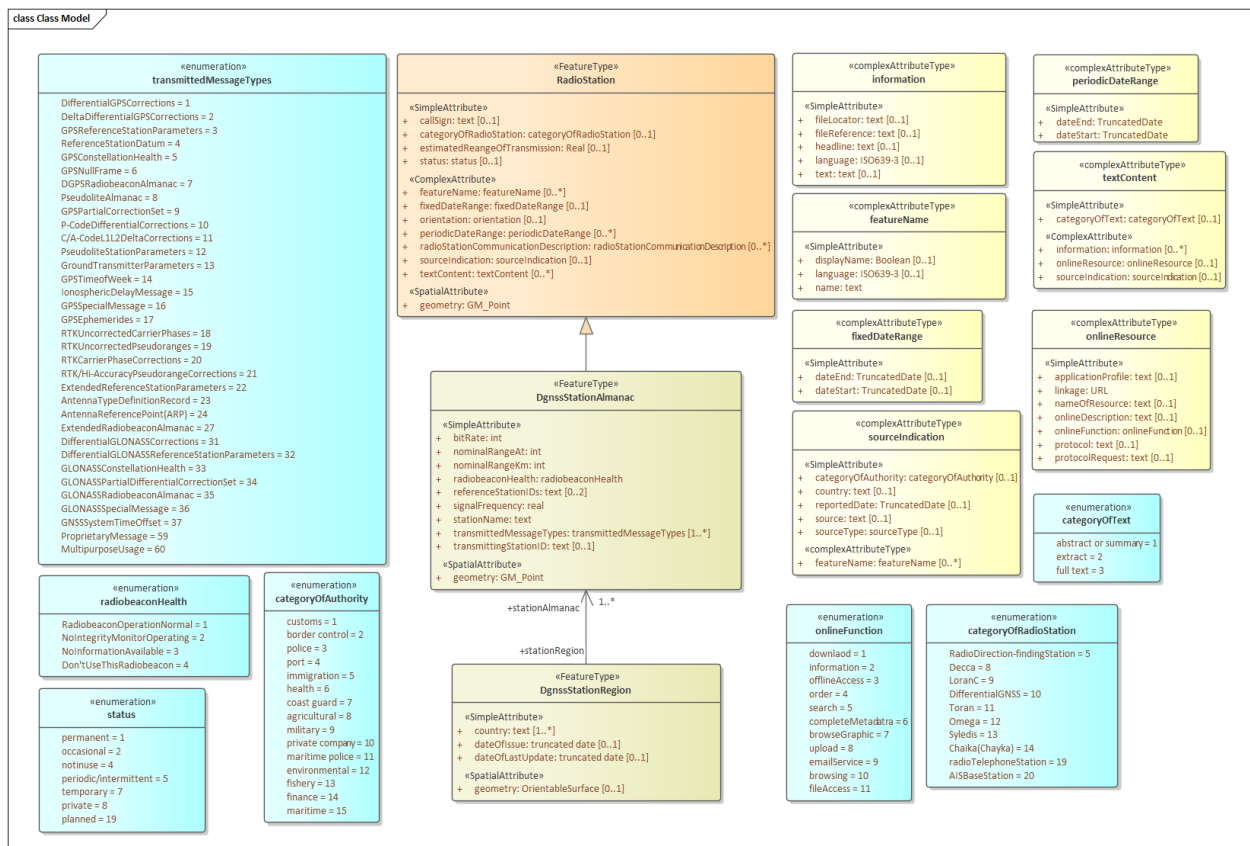 class Class Model
«enumeration»
transmittedMessageTypes
DifferentialGPSCorrections = 1
DeltaDifferentialGPSCorrections = 2
GPSReferenceStationParameters = 3
ReferenceStationDatum = 4
GPSConstellationHealth = 5
GPSNullFrame = 6
DGPSRadiobeaconAlmanac = 7
PseudoliteAlmanac = 8
GPSPartialCorrectionSet = 9
P-CodeDifferentialCorrections = 10
C/A-CodeL1L2DeltaCorrections = 11
PseudoliteStationParameters = 12
GroundTransmitterParameters = 13
GPSTimeofWeek = 14
IonosphericDelayMessage = 15
GPSSpecialMessage = 16
GPSEphemerides = 17
RTKUncorrectedCarrierPhases = 18
RTKUncorrectedPseudoranges = 19
RTKCarrierPhaseCorrections = 20
RTK/Hi-AccuracyPseudorangeCorrections = 21
ExtendedReferenceStationParameters = 22
AntennaTypeDefinitionRecord = 23
AntennaReferencePoint(ARP) = 24
ExtendedRadiobeaconAlmanac = 27
DifferentialGLONASSCorrections = 31
DifferentialGLONASSReferenceStationParameters = 32
GLONASSConstellationHealth = 33
GLONASSPartialDifferentialCorrectionSet = 34
GLONASSRadiobeaconAlmanac = 35
GLONASSSpecialMessage = 36
GNSSSystemTimeOffset = 37
ProprietaryMessage = 59
MultipurposeUsage = 60
«enumeration»
radiobeaconHealth
RadiobeaconOperationNormal = 1
NoIntegrityMonitorOperating = 2
NoInformationAvailable = 3
Don'tUseThisRadiobeacon = 4
«enumeration»
status
permanent = 1
occasional = 2
notinuse = 4
periodic/intermittent = 5
temporary = 7
private = 8
planned = 19
«enumeration»
categoryOfAuthority
customs = 1
border control = 2
police = 3
port = 4
immigration = 5
health = 6
coast guard = 7
agricultural = 8
military = 9
private company = 10
maritime police = 11
environmental = 12
fishery = 13
finance = 14
maritime = 15
«FeatureType»
RadioStation
«SimpleAttribute»
+ callSign: text [0..1]
+ categoryOfRadioStation: categoryOfRadioStation [0..1]
+ estimatedReangeOfTransmission: Real [0..1]
+ status: status [0..1]
«ComplexAttribute»
+ featureName: featureName [0..*]
+ fixedDateRange: fixedDateRange [0..1]
+ orientation: orientation [0..1]
+ periodicDateRange: periodicDateRange [0..*]
+ radioStationCommunicationDescription: radioStationCommunicationDescription [0..*]
+ sourceIndication: sourceIndication [0..1]
+ textContent: textContent [0..*]
«SpatialAttribute»
+ geometry: GM_Point
«FeatureType»
DgnssStationAlmanac
«SimpleAttribute»
+ bitRate: int
+ nominalRangeAt: int
+ nominalRangeKm: int
+ radiobeaconHealth: radiobeaconHealth
+ referenceStationIDs: text [0..2]
+ signalFrequency: real
+ stationName: text
+ transmittedMessageTypes: transmittedMessageTypes [1..*]
+ transmittingStationID: text [0..1]
«SpatialAttribute»
+ geometry: GM_Point
+stationAlmanac
1..*
+stationRegion
«FeatureType»
DgnssStationRegion
«SimpleAttribute»
+ country: text [1..*]
+ dateOfIssue: truncated date [0..1]
+ dateOfLastUpdate: truncated date [0..1]
«SpatialAttribute»
+ geometry: OrientableSurface [0..1]
«complexAttributeType»
information
«SimpleAttribute»
+ fileLocator: text [0..1]
+ fileReference: text [0..1]
+ headline: text [0..1]
+ language: ISO639-3 [0..1]
+ text: text [0..1]
«complexAttributeType»
featureName
+ displayName: Boolean [0..1]
+ language: ISO639-3 [0..1]
+ name: text
«complexAttributeType»
fixedDateRange
«SimpleAttribute»
+ dateEnd: TruncatedDate [0..1]
+ dateStart: TruncatedDate [0..1]
«complexAttributeType»
sourceIndication
«SimpleAttribute»
+ categoryOfAuthority: categoryOfAuthority [0..1]
+ country: text [0..1]
+ reportedDate: TruncatedDate [0..1]
+ source: text [0..1]
+ sourceType: sourceType [0..1]
«complexAttributeType»
+ featureName: featureName [0..*]
«complexAttributeType»
periodicDateRange
«SimpleAttribute»
+ dateEnd: TruncatedDate
+ dateStart: TruncatedDate
«complexAttributeType»
textContent
«SimpleAttribute»
+ categoryOfText: categoryOfText [0..1]
«ComplexAttribute»
+ information: information [0..*]
+ onlineResource: onlineResource [0..1]
+ sourceIndication: sourceIndication [0..1]
«complexAttributeType»
onlineResource
«SimpleAttribute»
+ applicationProfile: text [0..1]
+ linkage: URL
+ nameOfResource: text [0..1]
+ onlineDescription: text [0..1]
+ onlineFunction: onlineFunction [0..1]
+ protocol: text [0..1]
+ protocolRequest: text [0..1]
«enumeration»
categoryOfText
abstract or summary = 1
extract = 2
full text = 3
«enumeration»
onlineFunction
downlaod = 1
information = 2
offlineAccess = 3
order = 4
search = 5
completeMetadatra = 6
browseGraphic = 7
upload = 8
emailService = 9
browsing = 10
fileAccess = 11
«enumeration»
categoryOfRadioStation
RadioDirection-findingStation = 5
Decca = 8
LoranC = 9
DifferentialGNSS = 10
Toran = 11
Omega = 12
Syledis = 13
Chaika(Chayka) = 14
radioTelephoneStation = 19
AISBaseStation = 20